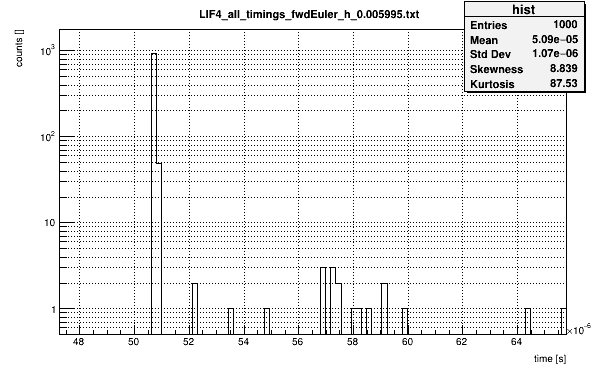 LIF4_all_timings_fwdEuler_h_0.005995.txt
hist
Entries 1000
Mean 5.09e−05
Std Dev 1.07e−06
Skewness 8.839
Kurtosis 87.53
counts []
10³
10²
10
1
48 50 52 54 56 58 60 62 64
×10⁻⁶
time [s]